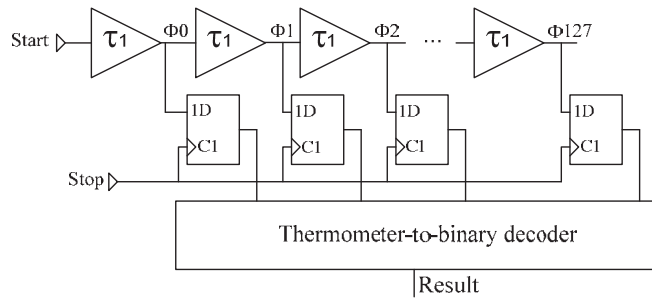 Start τ1 Φ0 τ1 Φ1 τ1 Φ2 ... τ1 Φ127
1D 1D 1D 1D
C1 C1 C1 C1
Stop
Thermometer-to-binary decoder
Result